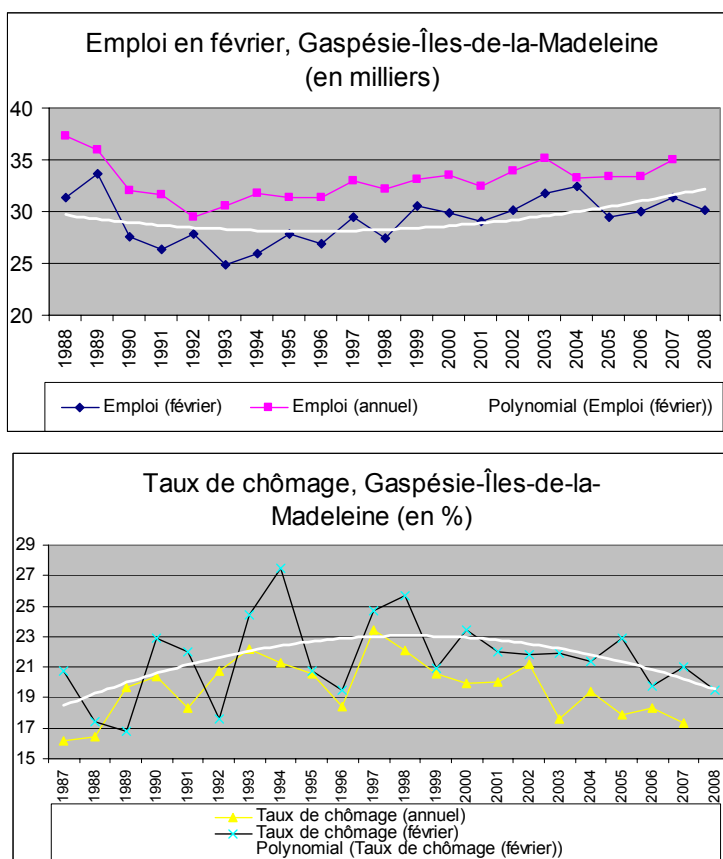 Emploi en février, Gaspésie-Îles-de-la-Madeleine
(en milliers)
40
35
30
25
20
1988 1989 1990 1991 1992 1993 1994 1995 1996 1997 1998 1999 2000 2001 2002 2003 2004 2005 2006 2007 2008
Emploi (février) Emploi (annuel) Polynomial (Emploi (février))
Taux de chômage, Gaspésie-Îles-de-la-
Madeleine (en %)
29
27
25
23
21
19
17
15
1987 1988 1989 1990 1991 1992 1993 1994 1995 1996 1997 1998 1999 2000 2001 2002 2003 2004 2005 2006 2007 2008
Taux de chômage (annuel)
Taux de chômage (février)
Polynomial (Taux de chômage (février))